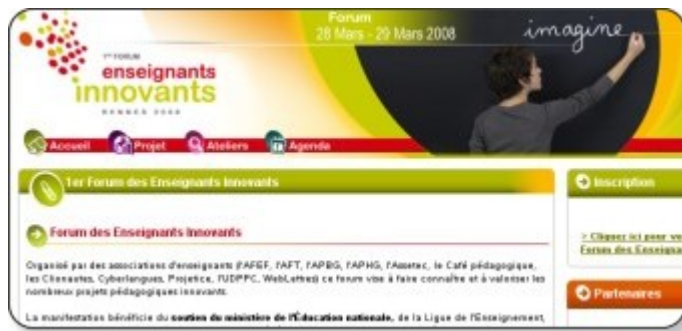 Forum
28 Mars - 29 Mars 2008
imagine
1er FORUM
enseignants
innovants
RENNES 2008
Accueil Projet Ateliers Agenda
1er Forum des Enseignants Innovants
Inscription
Forum des Enseignants Innovants
> Cliquez ici pour vo
Forum des Enseigna
Organisé par des associations d'enseignants (l'AFEF, l'AFT, l'APBG, l'APHG, l'Assetec, le Café pédagogique,
les Clionautes, Cyberlangues, Projetice, l'UDPPC, WebLettres) ce forum vise à faire connaître et à valoriser les
nombreux projets pédagogiques innovants.
Partenaires
La manifestation bénéficie du soutien du ministère de l'Éducation nationale, de la Ligue de l'Enseignement,